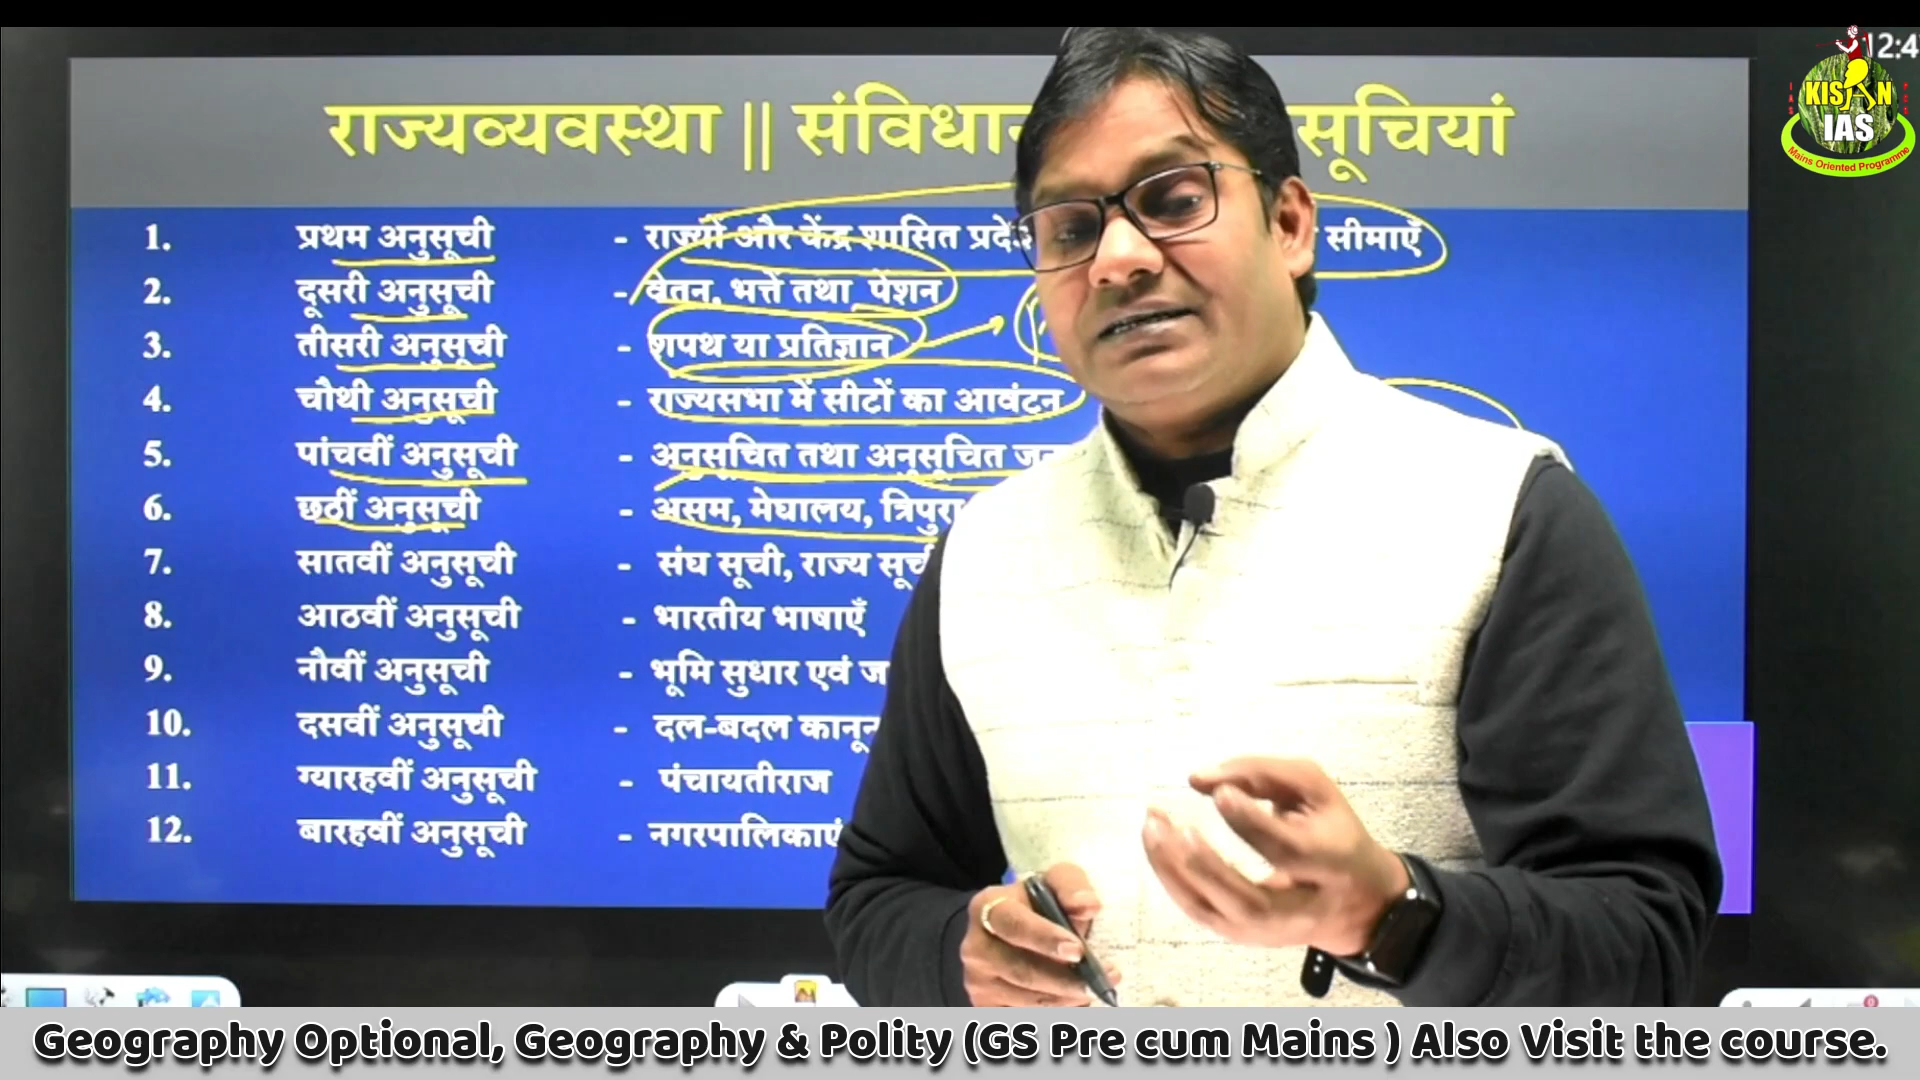 12:4
KISAN
IAS
Mains Oriented Programme
राज्यव्यवस्था || संविधान सूचियां
1. प्रथम अनुसूची - राज्यों और केंद्र शासित सीमाएँ
2. दूसरी अनुसूची - वेतन, भत्ते तथा पेंशन
3. तीसरी अनुसूची - शपथ या प्रतिज्ञान
4. चौथी अनुसूची - राज्यसभा में सीटों का आवंटन
5. पांचवीं अनुसूची - अनुसूचित तथा अनुसूचित
6. छठीं अनुसूची - असम, मेघालय, त्रिपुरा
7. सातवीं अनुसूची - संघ सूची, राज्य
8. आठवीं अनुसूची - भारतीय भाषाएँ
9. नौवीं अनुसूची - भूमि सुधार एवं
10. दसवीं अनुसूची - दल-बदल कानून
11. ग्यारहवीं अनुसूची - पंचायतीराज
12. बारहवीं अनुसूची - नगरपालिकाएं
Geography Optional, Geography & Polity (GS Pre cum Mains ) Also Visit the course.